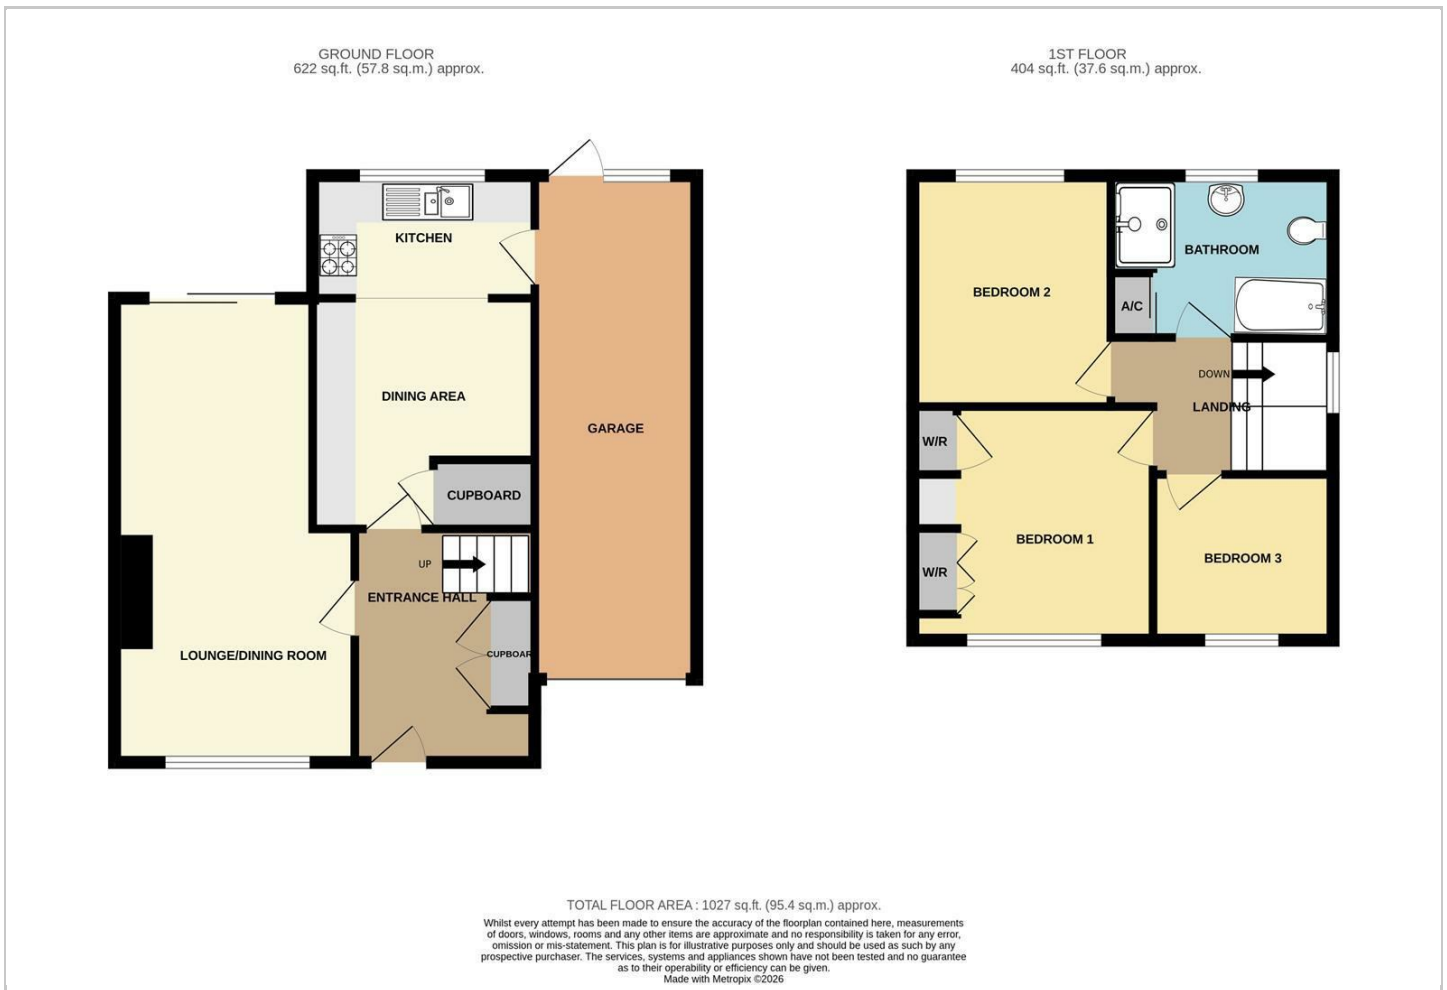 GROUND FLOOR
622 sq.ft. (57.8 sq.m.) approx.
1ST FLOOR
404 sq.ft. (37.6 sq.m.) approx.
KITCHEN
DINING AREA
GARAGE
CUPBOARD
UP
ENTRANCE HALL
CUPBOAR
LOUNGE/DINING ROOM
BATHROOM
BEDROOM 2
A/C
DOWN
LANDING
W/R
BEDROOM 1
W/R
BEDROOM 3
TOTAL FLOOR AREA : 1027 sq.ft. (95.4 sq.m.) approx.
Whilst every attempt has been made to ensure the accuracy of the floorplan contained here, measurements
of doors, windows, rooms and any other items are approximate and no responsibility is taken for any error,
omission or mis-statement. This plan is for illustrative purposes only and should be used as such by any
prospective purchaser. The services, systems and appliances shown have not been tested and no guarantee
as to their operability or efficiency can be given.
Made with Metropix ©2026